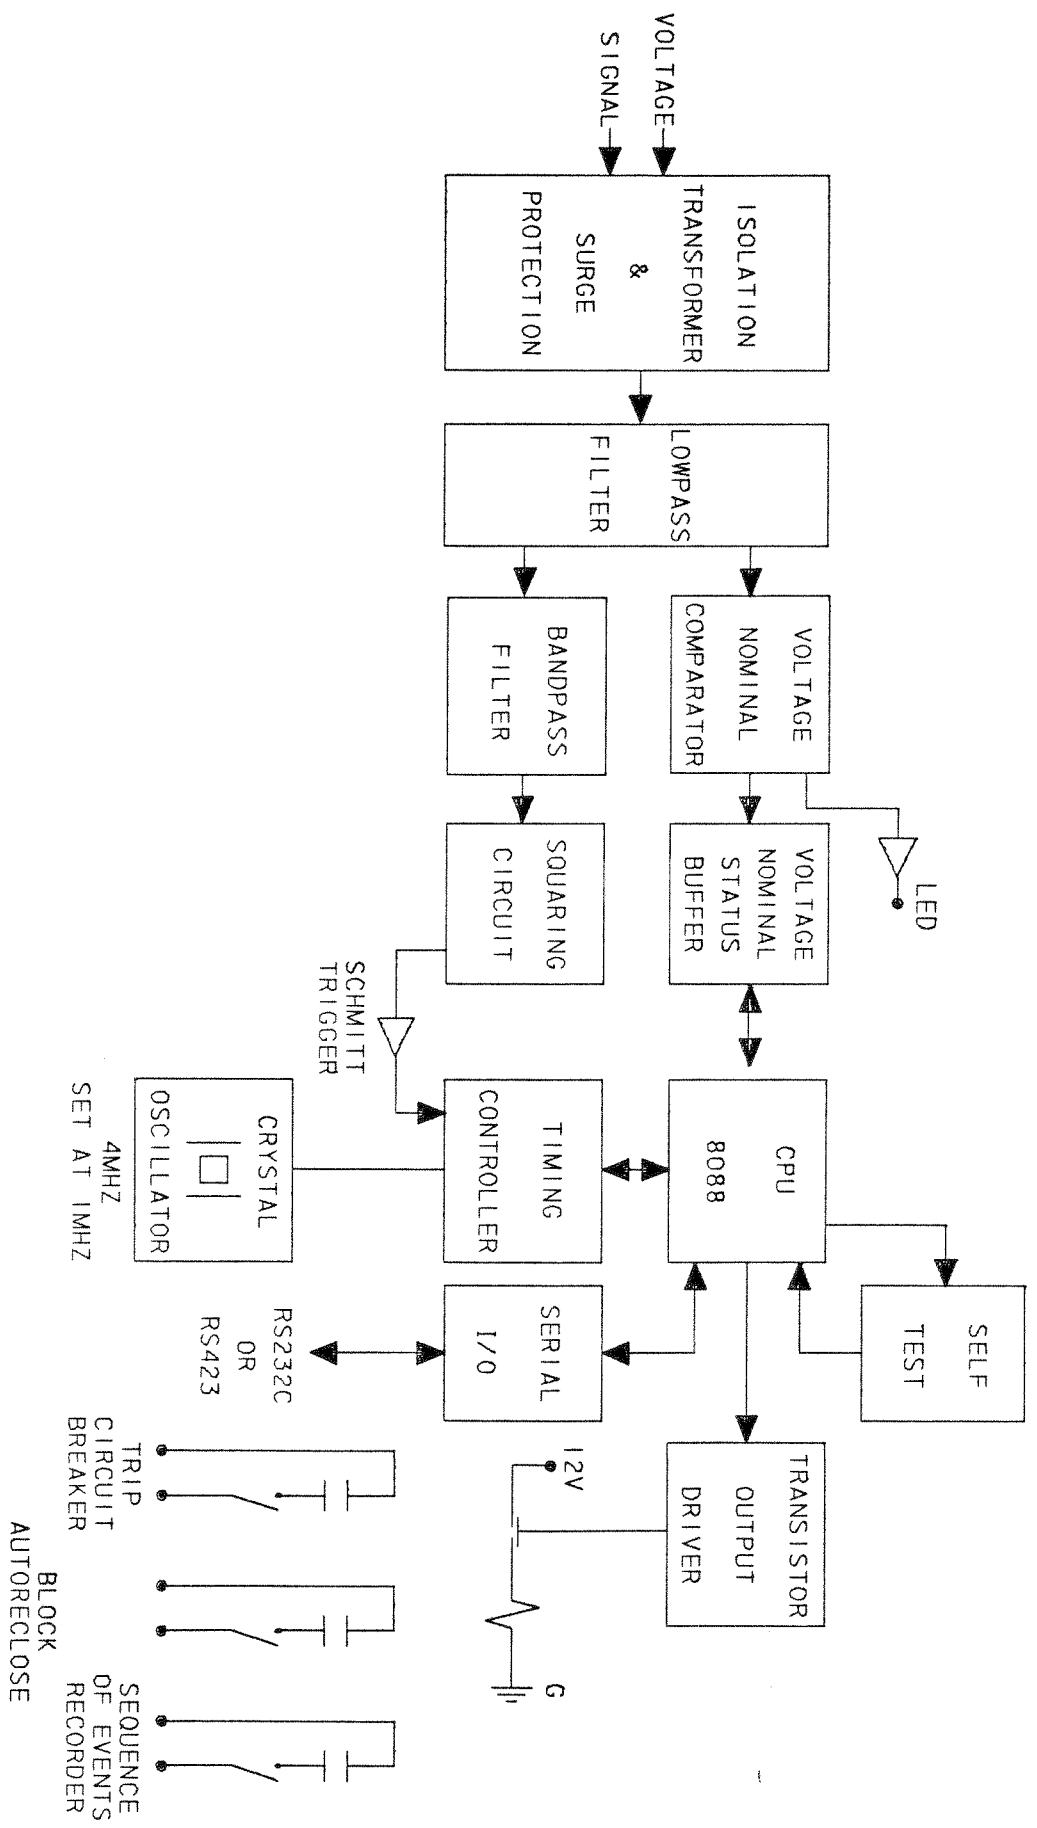 VOLTAGE
SIGNAL
ISOLATION
TRANSFORMER
&
SURGE
PROTECTION
LOWPASS
FILTER
VOLTAGE
NOMINAL
COMPARATOR
LED
VOLTAGE
NOMINAL
STATUS
BUFFER
BANDPASS
FILTER
SQUARING
CIRCUIT
SCHMITT
TRIGGER
CPU
8088
SELF
TEST
TIMING
CONTROLLER
CRYSTAL
OSCILLATOR
4MHZ
SET AT 1MHZ
SERIAL
I/O
RS232C
OR
RS423
TRANSISTOR
OUTPUT
DRIVER
12V
G
TRIP
CIRCUIT
BREAKER
BLOCK
AUTORECLOSE
SEQUENCE
OF EVENTS
RECORDER